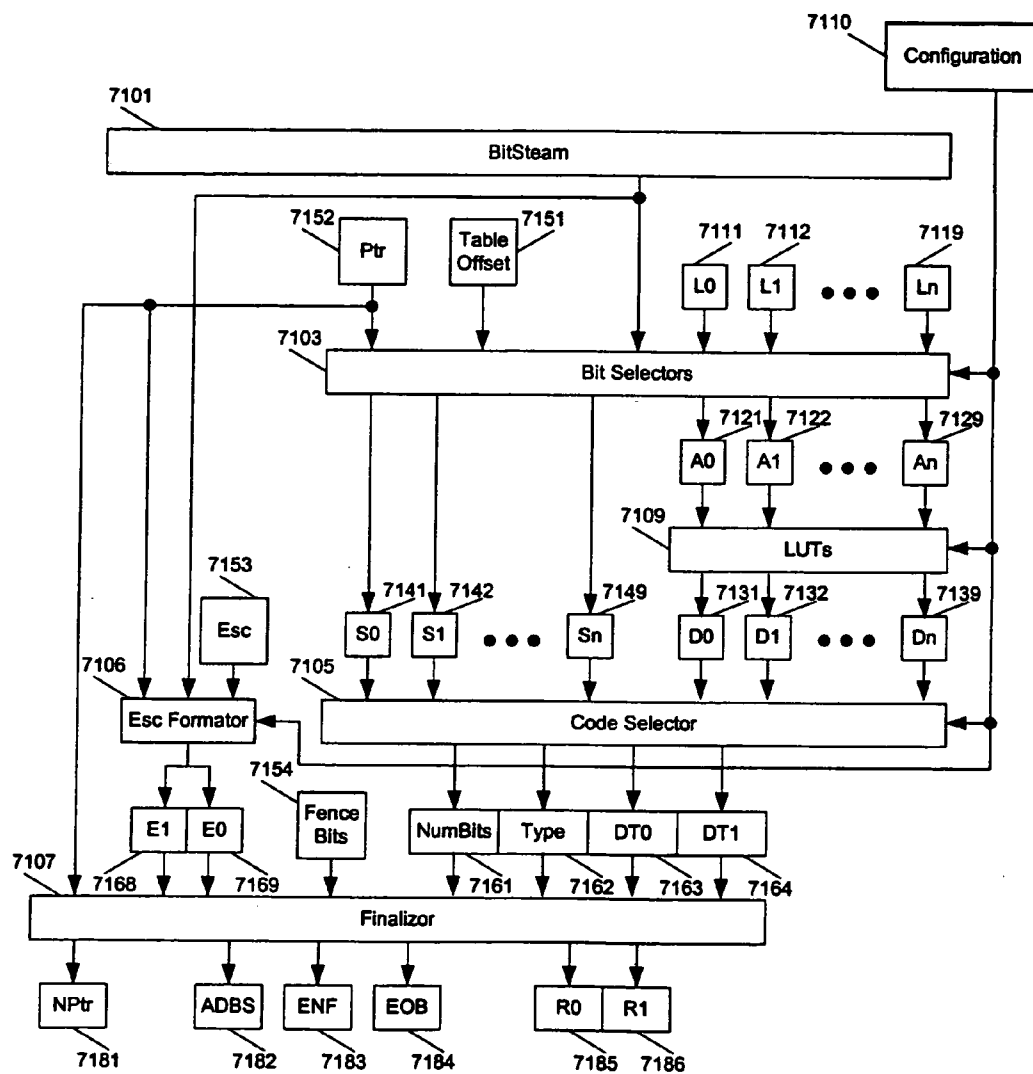 7110
Configuration
7101
BitSteam
7152
Ptr
7151
Table
Offset
7111
L0
7112
L1
7119
Ln
7103
Bit Selectors
7121
A0
7122
A1
7129
An
7109
LUTs
7153
Esc
7141
S0
7142
S1
7149
Sn
7131
D0
7132
D1
7139
Dn
7106
Esc Formator
7105
Code Selector
7154
Fence
Bits
E1
E0
NumBits
Type
DT0
DT1
7107
7168
7169
7161
7162
7163
7164
Finalizor
NPtr
ADBS
ENF
EOB
R0
R1
7181
7182
7183
7184
7185
7186